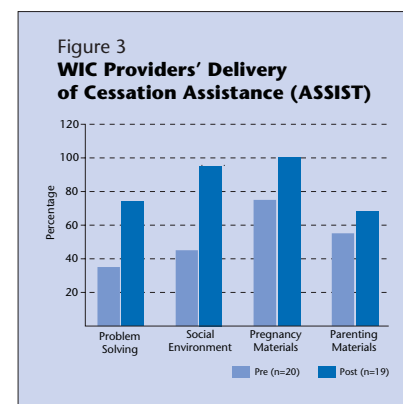 Figure 3
WIC Providers' Delivery
of Cessation Assistance (ASSIST)
120
100
80
60
40
20
Percentage
Problem
Solving
Social
Environment
Pregnancy
Materials
Parenting
Materials
Pre (n=20)
Post (n=19)